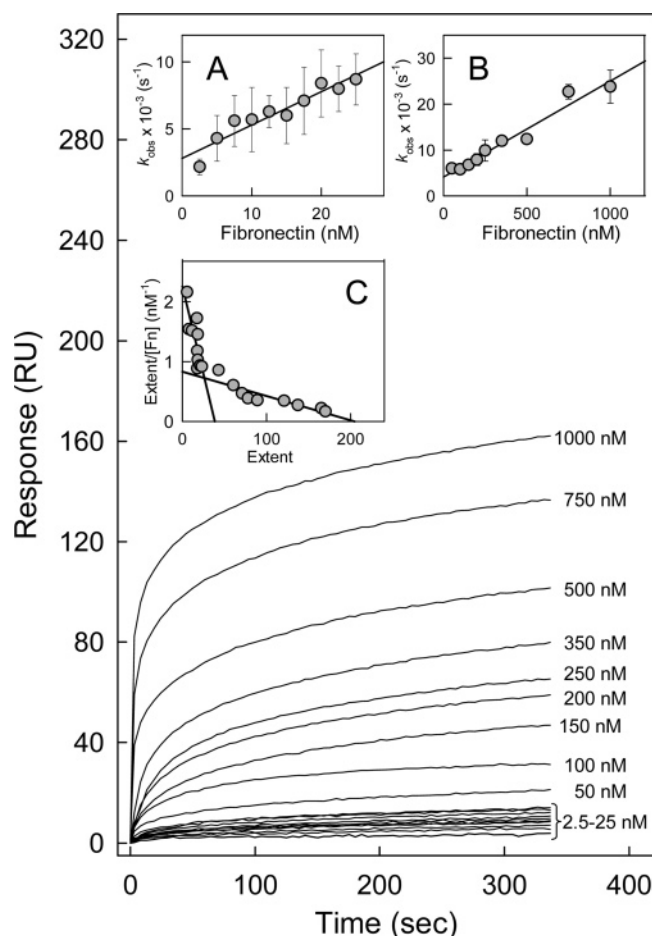 320
280
240
200
160
120
80
40
0
Response (RU)
0
100
200
300
400
Time (sec)
A
k_obs x 10⁻³ (s⁻¹)
10
5
0
0
10
20
Fibronectin (nM)
B
k_obs x 10⁻³ (s⁻¹)
30
20
10
0
0
500
1000
Fibronectin (nM)
C
Extent/[Fn] (nM⁻¹)
2
1
0
0
100
200
Extent
1000 nM
750 nM
500 nM
350 nM
250 nM
200 nM
150 nM
100 nM
50 nM
2.5-25 nM